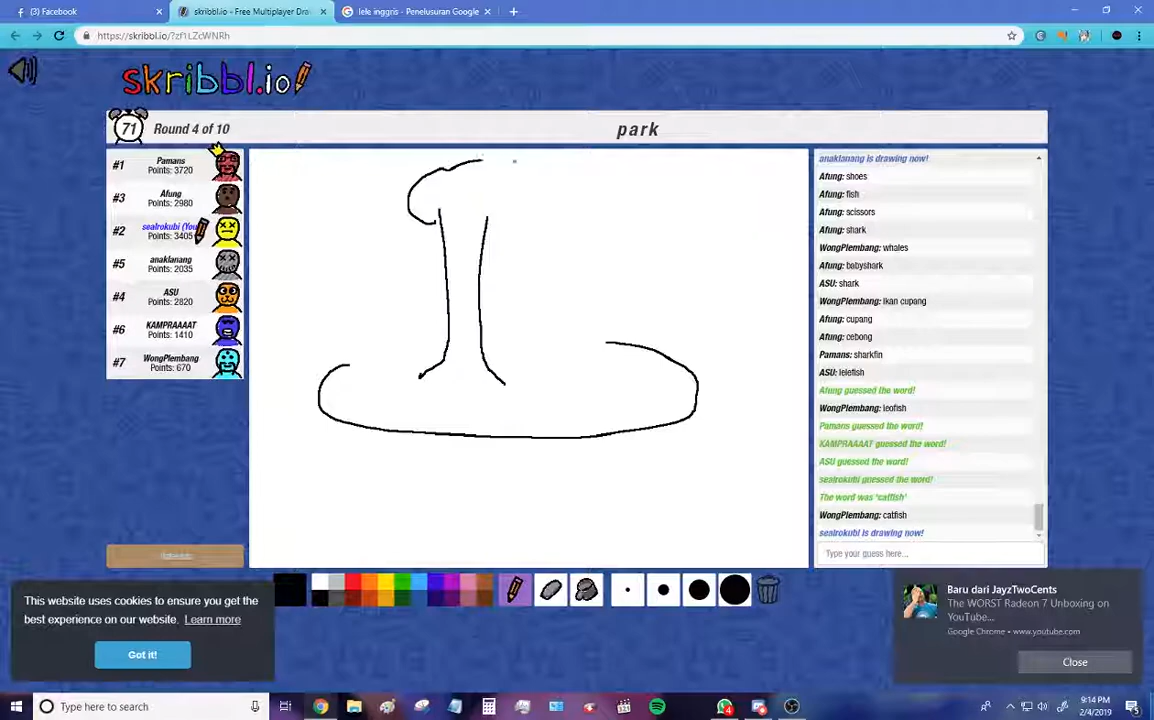 (3) Facebook
skribbl.io - Free Multiplayer Dra
lele inggris - Penelusuran Google
https://skribbl.io/?zf1LZcWNRh
skribbl.io
71
Round 4 of 10
park
#1
Pamans
Points: 3720
#3
Afung
Points: 2980
#2
sealrokubi (You
Points: 3405
#5
anaklanang
Points: 2035
#4
ASU
Points: 2820
#6
KAMPRAAAAT
Points: 1410
#7
WongPlembang
Points: 670
anaklanang is drawing now!
Afung: shoes
Afung: fish
Afung: scissors
Afung: shark
WongPlembang: whales
Afung: babyshark
ASU: shark
WongPlembang: ikan cupang
Afung: cupang
Afung: cebong
Pamans: sharkfin
ASU: lelefish
Afung guessed the word!
WongPlembang: leofish
Pamans guessed the word!
KAMPRAAAAT guessed the word!
ASU guessed the word!
sealrokubi guessed the word!
The word was 'catfish'
WongPlembang: catfish
sealrokubi is drawing now!
Type your guess here...
This website uses cookies to ensure you get the
best experience on our website. Learn more
Got it!
Baru dari JayzTwoCents
The WORST Radeon 7 Unboxing on
YouTube...
Google Chrome • www.youtube.com
Close
Type here to search
9:14 PM
2/4/2019